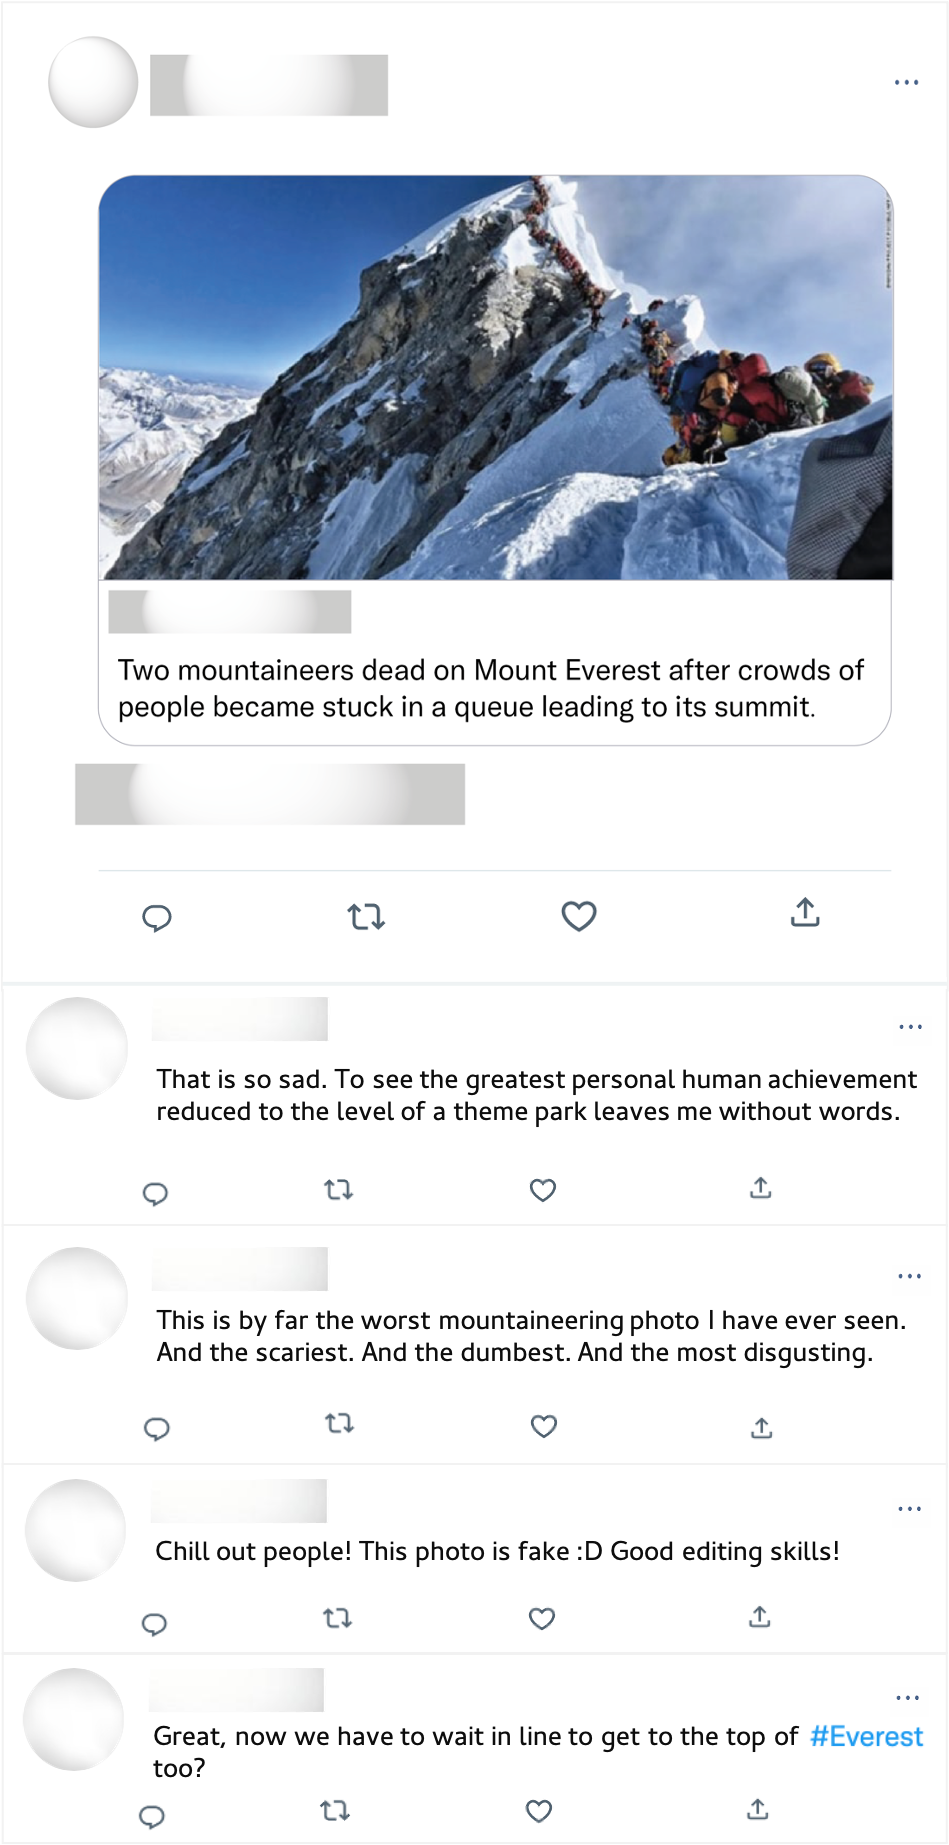 Two mountaineers dead on Mount Everest after crowds of
people became stuck in a queue leading to its summit.
That is so sad. To see the greatest personal human achievement
reduced to the level of a theme park leaves me without words.
This is by far the worst mountaineering photo I have ever seen.
And the scariest. And the dumbest. And the most disgusting.
Chill out people! This photo is fake :D Good editing skills!
Great, now we have to wait in line to get to the top of #Everest
too?